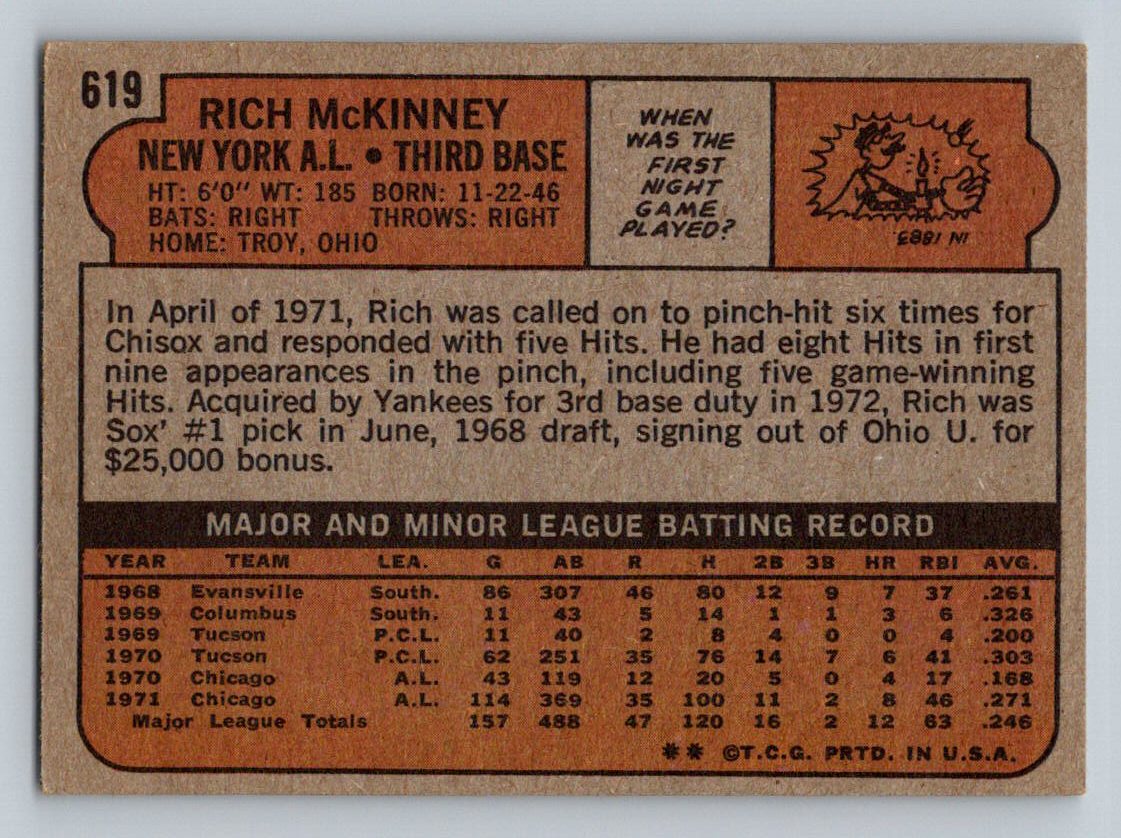 619
RICH McKINNEY
NEW YORK A.L. • THIRD BASE
HT: 6'0" WT: 185 BORN: 11-22-46
BATS: RIGHT THROWS: RIGHT
HOME: TROY, OHIO
WHEN
WAS THE
FIRST
NIGHT
GAME
PLAYED?
IN 1883.
In April of 1971, Rich was called on to pinch-hit six times for
Chisox and responded with five Hits. He had eight Hits in first
nine appearances in the pinch, including five game-winning
Hits. Acquired by Yankees for 3rd base duty in 1972, Rich was
Sox' #1 pick in June, 1968 draft, signing out of Ohio U. for
$25,000 bonus.
MAJOR AND MINOR LEAGUE BATTING RECORD
YEAR TEAM LEA. G AB R H 2B 3B HR RBI AVG.
1968 Evansville South. 86 307 46 80 12 9 7 37 .261
1969 Columbus South. 11 43 5 14 1 1 3 6 .326
1969 Tucson P.C.L. 11 40 2 8 4 0 0 4 .200
1970 Tucson P.C.L. 62 251 35 76 14 7 6 41 .303
1970 Chicago A.L. 43 119 12 20 5 0 4 17 .168
1971 Chicago A.L. 114 369 35 100 11 2 8 46 .271
Major League Totals 157 488 47 120 16 2 12 63 .246
** ©T.C.G. PRTD. IN U.S.A.